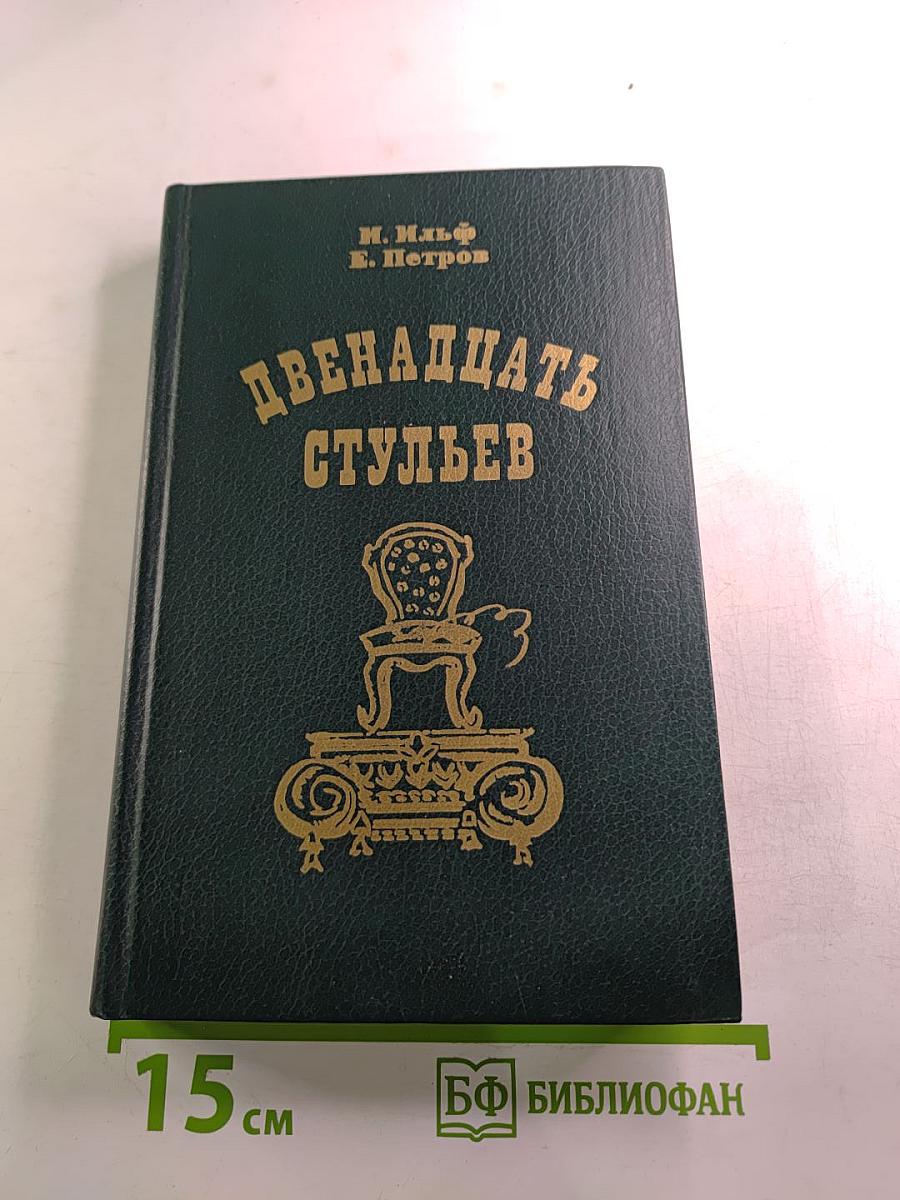 И. Ильф
Е. Петров
ДВЕНАДЦАТЬ
СТУЛЬЕВ
15 см
БФ БИБЛИОФАН